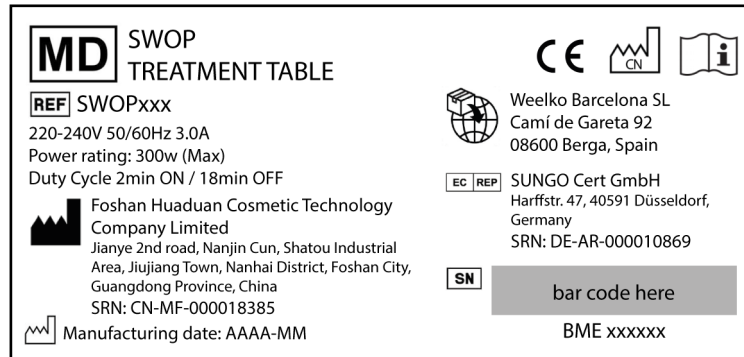 MD SWOP
TREATMENT TABLE
REF SWOPxxx
220-240V 50/60Hz 3.0A
Power rating: 300w (Max)
Duty Cycle 2min ON / 18min OFF
Foshan Huaduan Cosmetic Technology
Company Limited
Jianye 2nd road, Nanjin Cun, Shatou Industrial
Area, Jiujiang Town, Nanhai District, Foshan City,
Guangdong Province, China
SRN: CN-MF-000018385
Manufacturing date: AAAA-MM
CE CN i
Weelko Barcelona SL
Camí de Gareta 92
08600 Berga, Spain
EC REP SUNGO Cert GmbH
Harffstr. 47, 40591 Düsseldorf,
Germany
SRN: DE-AR-000010869
SN bar code here
BME xxxxxx